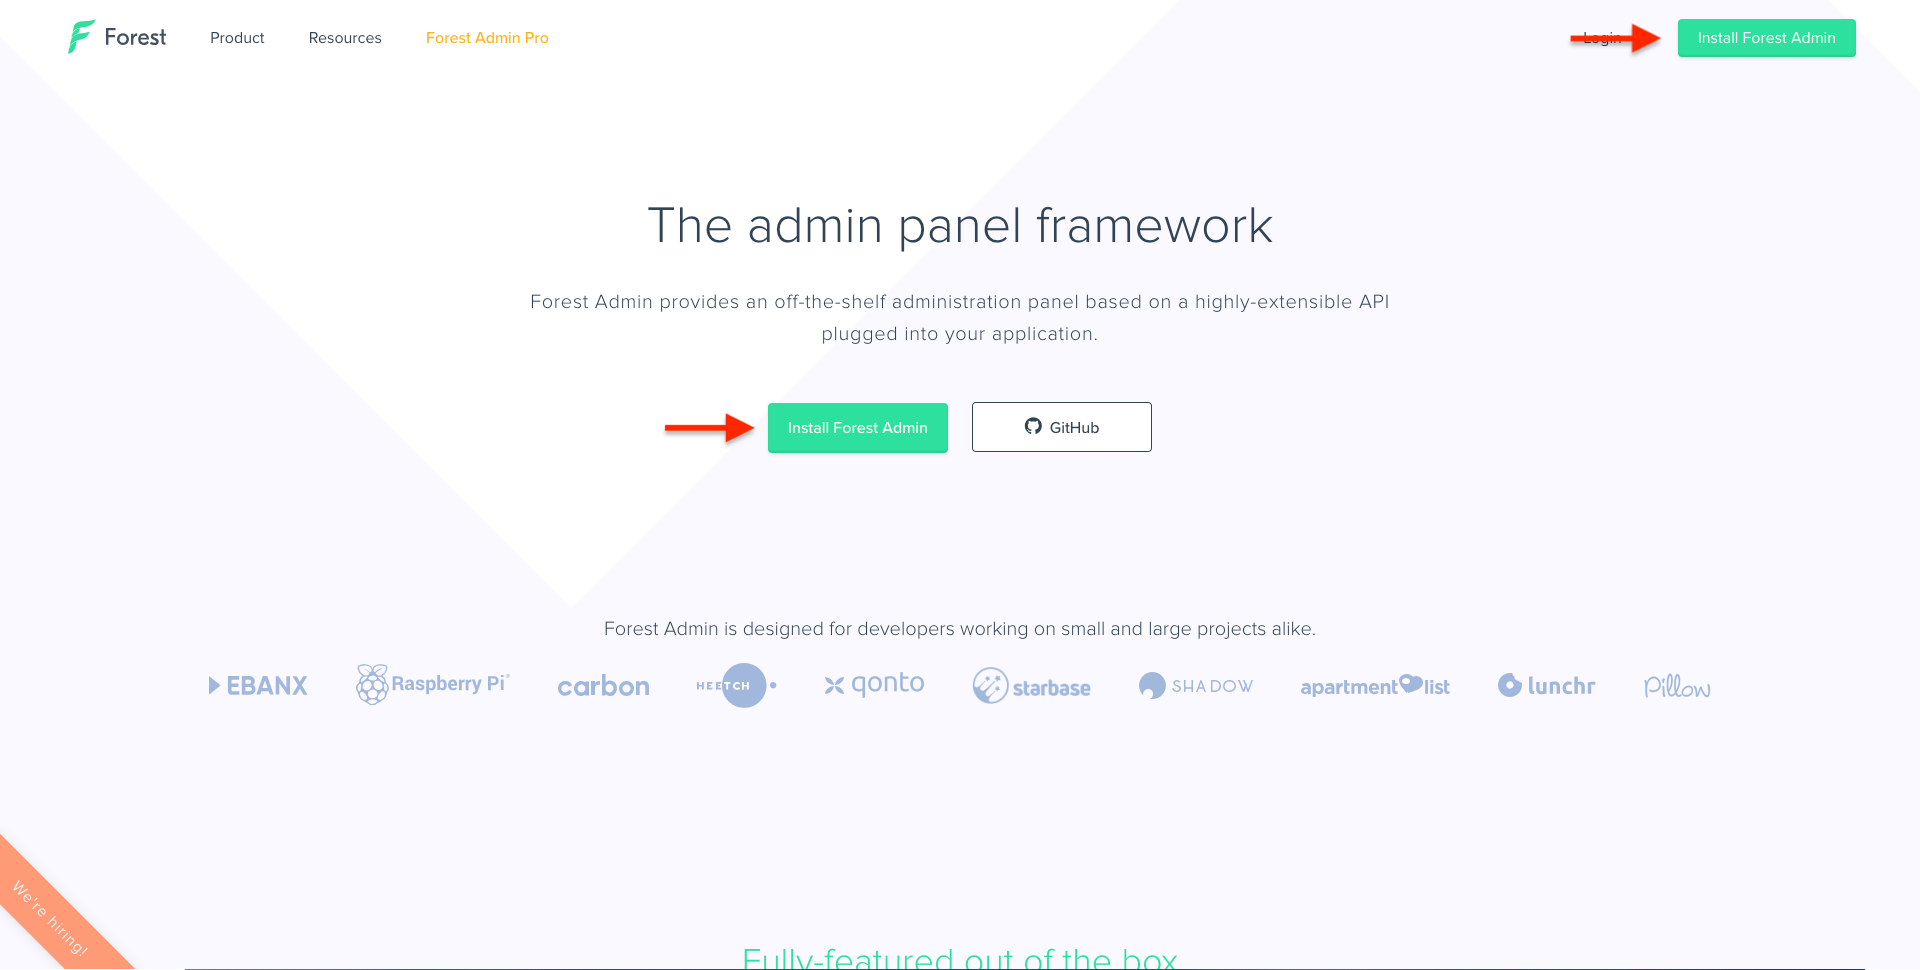 Forest
Product
Resources
Forest Admin Pro
Login
Install Forest Admin
The admin panel framework
Forest Admin provides an off-the-shelf administration panel based on a highly-extensible API
plugged into your application.
Install Forest Admin
GitHub
Forest Admin is designed for developers working on small and large projects alike.
EBANX
Raspberry Pi
carbon
HEETCH
qonto
starbase
SHADOW
apartment list
lunchr
Pillow
We're hiring!
Fully-featured out of the box